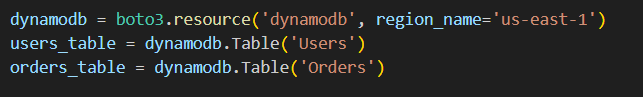 dynamodb = boto3.resource('dynamodb', region_name='us-east-1')
users_table = dynamodb.Table('Users')
orders_table = dynamodb.Table('Orders')